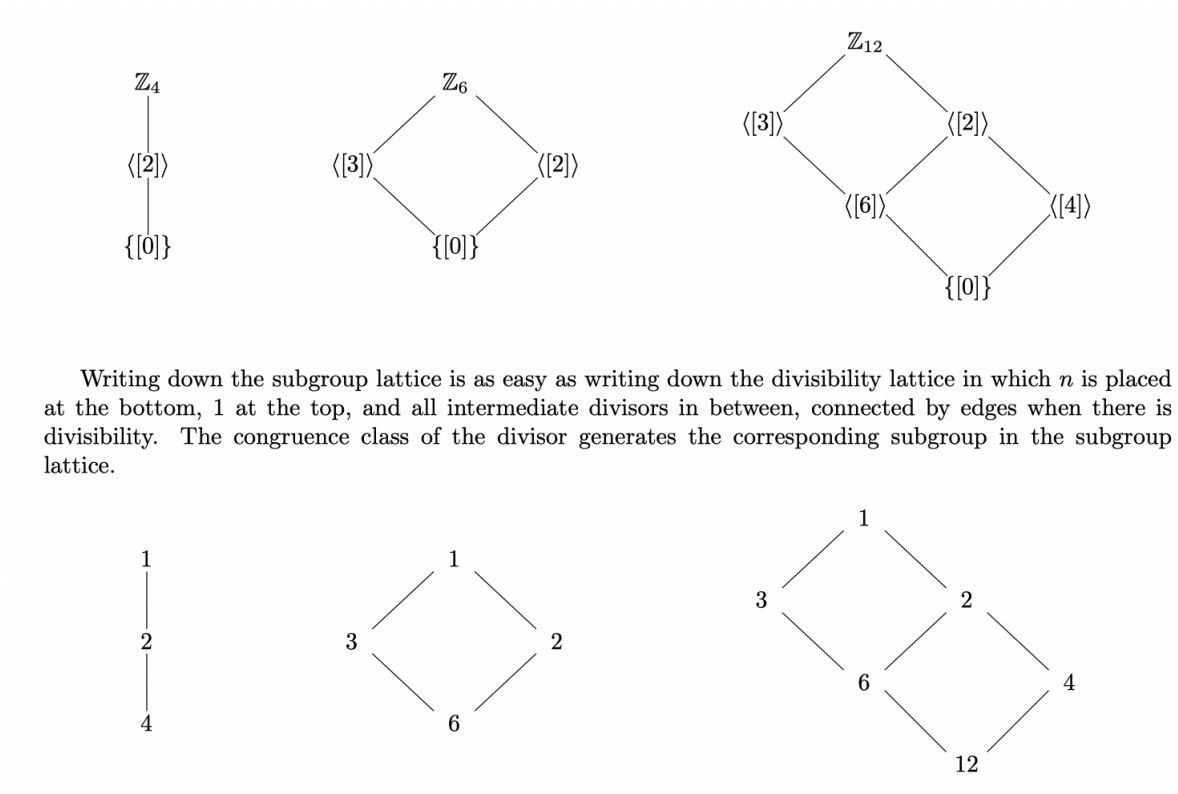 ℤ₄
⟨[2]⟩
{[0]}
ℤ₆
⟨[3]⟩ ⟨[2]⟩
{[0]}
ℤ₁₂
⟨[3]⟩ ⟨[2]⟩
⟨[6]⟩ ⟨[4]⟩
{[0]}
Writing down the subgroup lattice is as easy as writing down the divisibility lattice in which n is placed
at the bottom, 1 at the top, and all intermediate divisors in between, connected by edges when there is
divisibility. The congruence class of the divisor generates the corresponding subgroup in the subgroup
lattice.
1
2
4
1
3 2
6
1
3 2
6 4
12